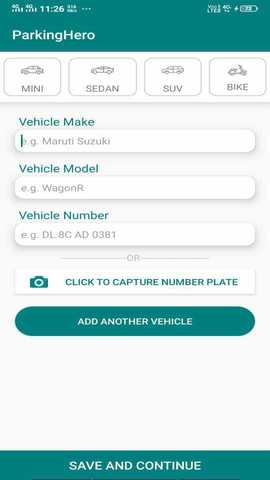 11:26
ParkingHero
MINI SEDAN SUV BIKE
Vehicle Make
e.g. Maruti Suzuki
Vehicle Model
e.g. WagonR
Vehicle Number
e.g. DL 8C AD 0381
OR
CLICK TO CAPTURE NUMBER PLATE
ADD ANOTHER VEHICLE
SAVE AND CONTINUE